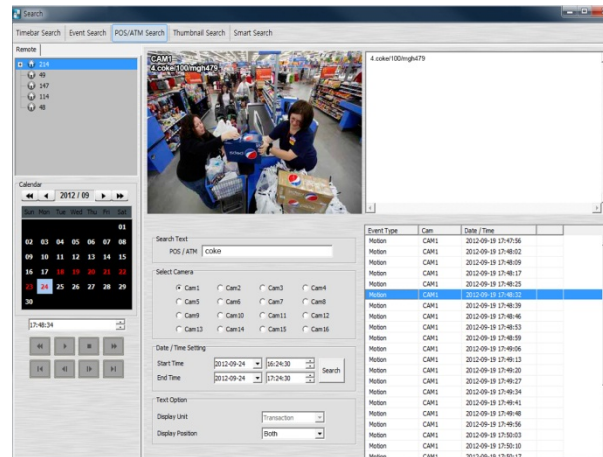 Search
Timebar Search Event Search POS/ATM Search Thumbnail Search Smart Search
Remote
214
49
147
114
48
CAM1
4.coke/100/mgh479
4.coke/100/mgh479
Calendar
2012 / 09
Sun Mon Tue Wed Thu Fri Sat
01
02 03 04 05 06 07 08
09 10 11 12 13 14 15
16 17 18 19 20 21 22
23 24 25 26 27 28 29
30
17:48:34
Search Text
POS / ATM coke
Select Camera
Cam1 Cam2 Cam3 Cam4
Cam5 Cam6 Cam7 Cam8
Cam9 Cam10 Cam11 Cam12
Cam13 Cam14 Cam15 Cam16
Date / Time Setting
Start Time 2012-09-24 16:24:30
End Time 2012-09-24 17:24:30
Search
Text Option
Display Unit Transaction
Display Position Both
Event Type Cam Date / Time
Motion CAM1 2012-09-19 17:47:56
Motion CAM1 2012-09-19 17:48:02
Motion CAM1 2012-09-19 17:48:09
Motion CAM1 2012-09-19 17:48:17
Motion CAM1 2012-09-19 17:48:25
Motion CAM1 2012-09-19 17:48:32
Motion CAM1 2012-09-19 17:48:39
Motion CAM1 2012-09-19 17:48:46
Motion CAM1 2012-09-19 17:48:53
Motion CAM1 2012-09-19 17:48:59
Motion CAM1 2012-09-19 17:49:06
Motion CAM1 2012-09-19 17:49:13
Motion CAM1 2012-09-19 17:49:20
Motion CAM1 2012-09-19 17:49:27
Motion CAM1 2012-09-19 17:49:34
Motion CAM1 2012-09-19 17:49:41
Motion CAM1 2012-09-19 17:49:48
Motion CAM1 2012-09-19 17:49:56
Motion CAM1 2012-09-19 17:50:03
Motion CAM1 2012-09-19 17:50:10
Motion CAM1 2012-09-19 17:50:17